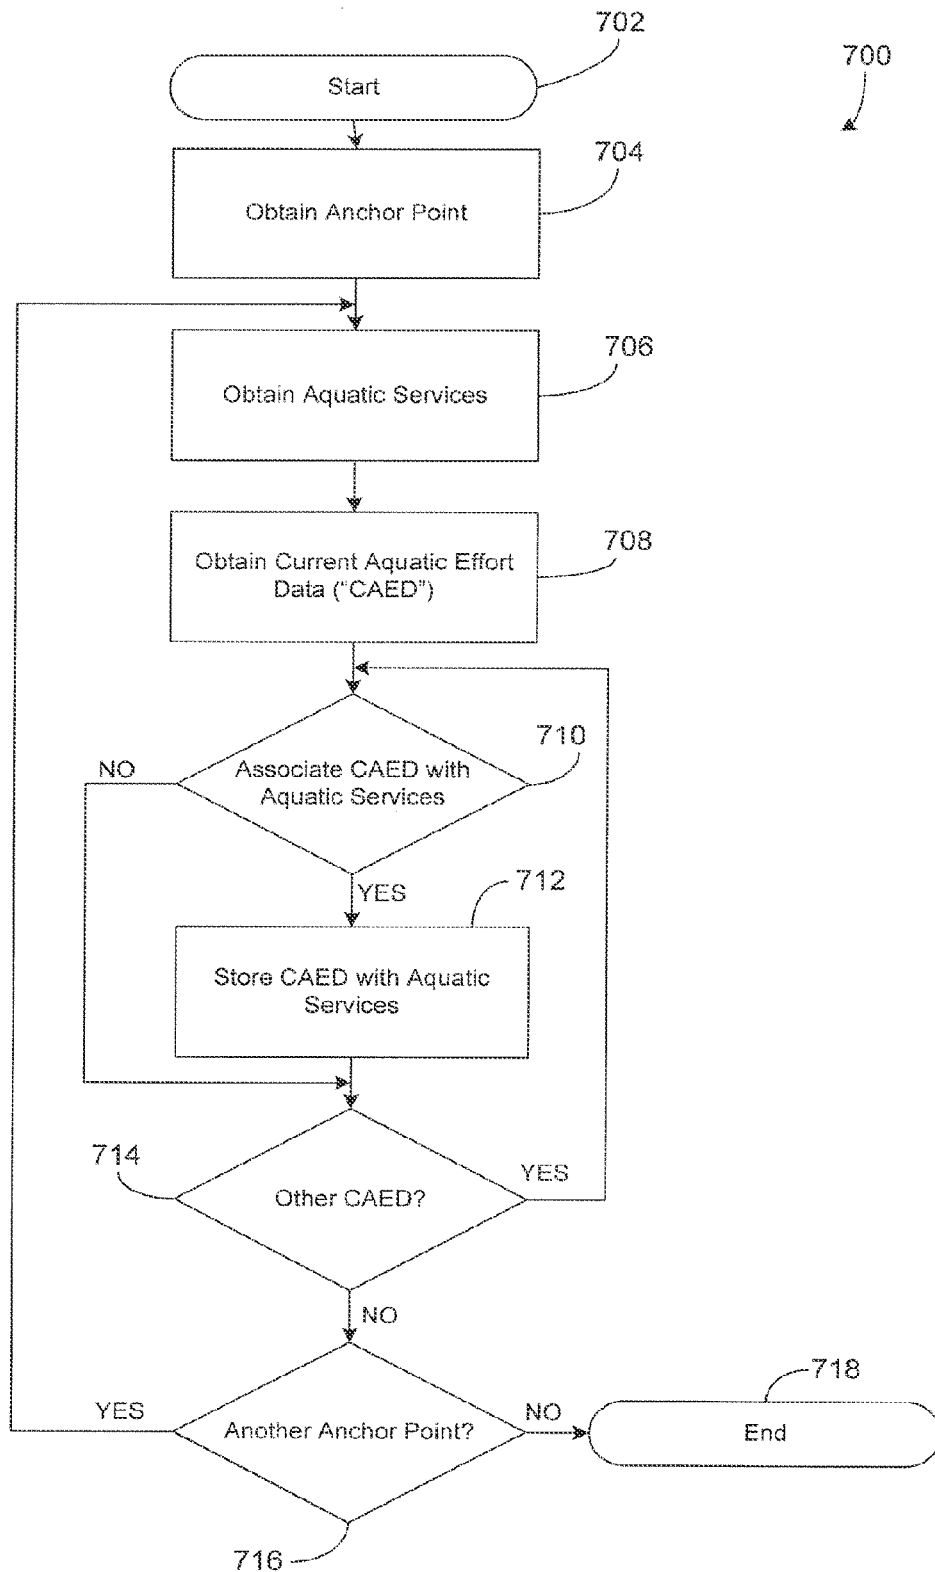 702
700
Start
704
Obtain Anchor Point
706
Obtain Aquatic Services
708
Obtain Current Aquatic Effort
Data ("CAED")
710
NO
Associate CAED with
Aquatic Services
YES
712
Store CAED with Aquatic
Services
714
YES
Other CAED?
NO
718
YES
NO
Another Anchor Point?
End
716